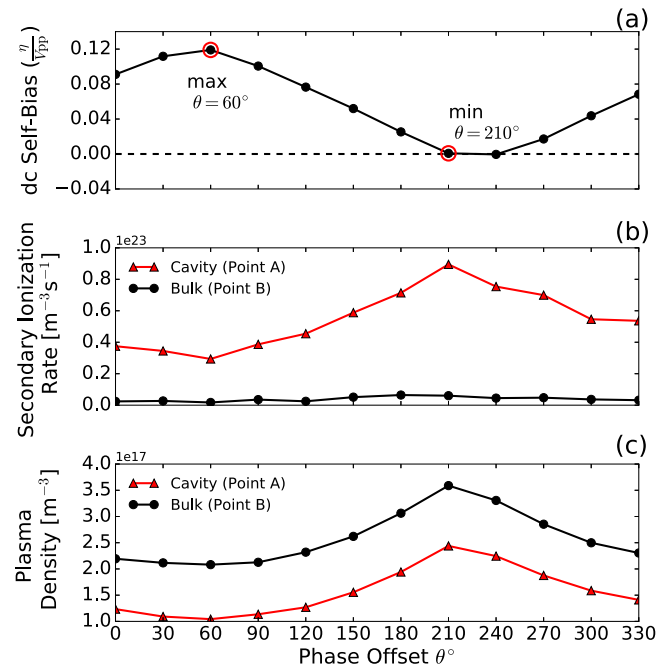 (a)
dc Self-Bias (η/Vpp)
0.12
0.08
0.04
0.00
−0.04
max
θ = 60°
min
θ = 210°
(b)
1e23
Secondary Ionization
Rate [m⁻³s⁻¹]
1.0
0.8
0.6
0.4
0.2
0.0
Cavity (Point A)
Bulk (Point B)
(c)
1e17
Plasma
Density [m⁻³]
4.0
3.5
3.0
2.5
2.0
1.5
1.0
Cavity (Point A)
Bulk (Point B)
0 30 60 90 120 150 180 210 240 270 300 330
Phase Offset θ°